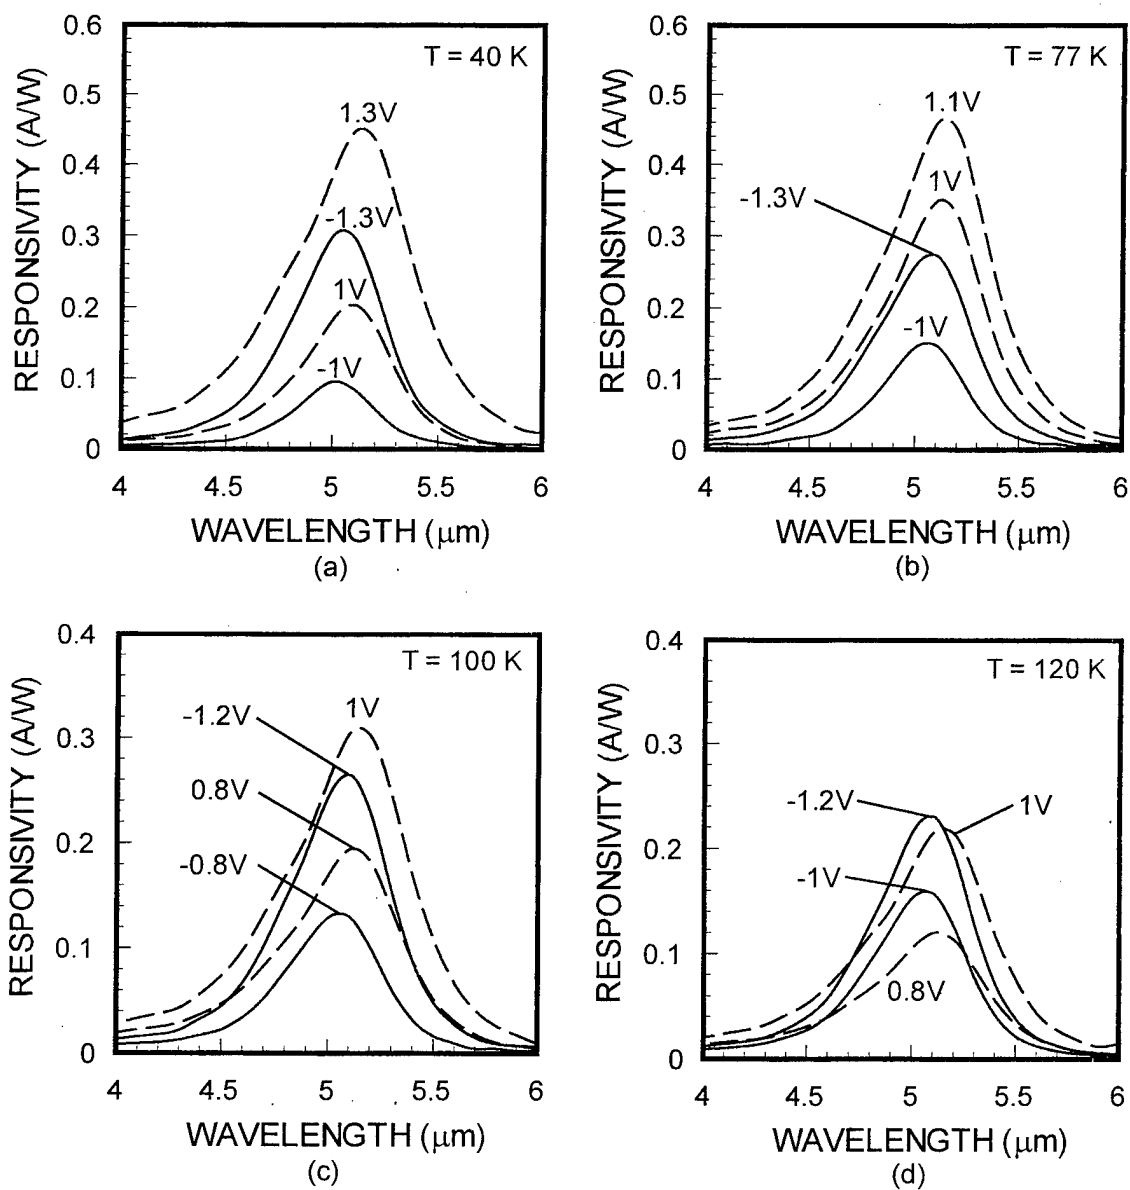 0.6
0.5
0.4
0.3
0.2
0.1
0
RESPONSIVITY (A/W)
T = 40 K
1.3V
-1.3V
1V
-1V
4
4.5
5
5.5
6
WAVELENGTH (μm)
(a)
0.6
0.5
0.4
0.3
0.2
0.1
0
RESPONSIVITY (A/W)
T = 77 K
1.1V
1V
-1.3V
-1V
4
4.5
5
5.5
6
WAVELENGTH (μm)
(b)
0.4
0.3
0.2
0.1
0
RESPONSIVITY (A/W)
T = 100 K
1V
-1.2V
0.8V
-0.8V
4
4.5
5
5.5
6
WAVELENGTH (μm)
(c)
0.4
0.3
0.2
0.1
0
RESPONSIVITY (A/W)
T = 120 K
-1.2V
1V
-1V
0.8V
4
4.5
5
5.5
6
WAVELENGTH (μm)
(d)